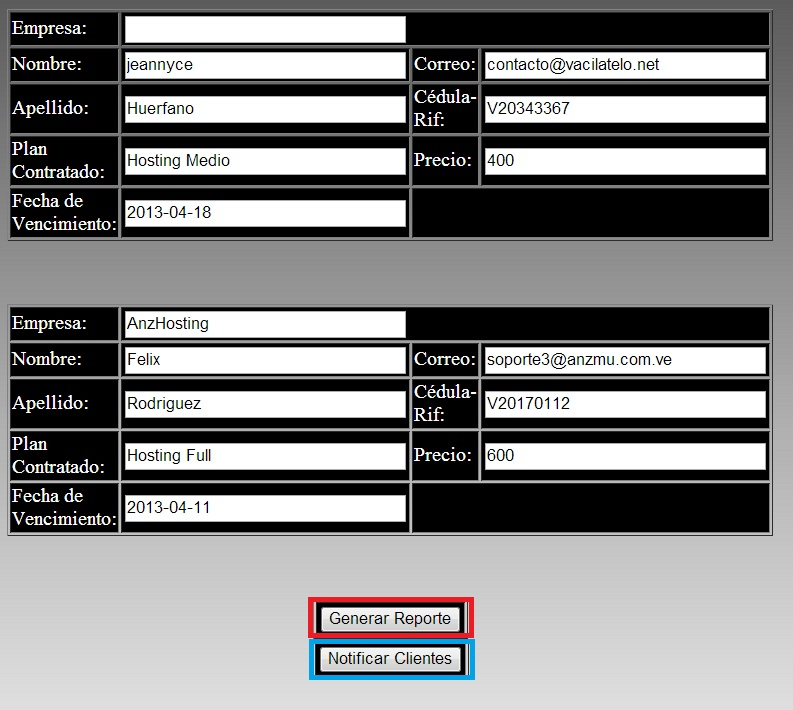 Empresa:
Nombre: jeannyce Correo: contacto@vacilatelo.net
Apellido: Huerfano Cédula-
Rif: V20343367
Plan
Contratado: Hosting Medio Precio: 400
Fecha de
Vencimiento: 2013-04-18
Empresa: AnzHosting
Nombre: Felix Correo: soporte3@anzmu.com.ve
Apellido: Rodriguez Cédula-
Rif: V20170112
Plan
Contratado: Hosting Full Precio: 600
Fecha de
Vencimiento: 2013-04-11
Generar Reporte
Notificar Clientes